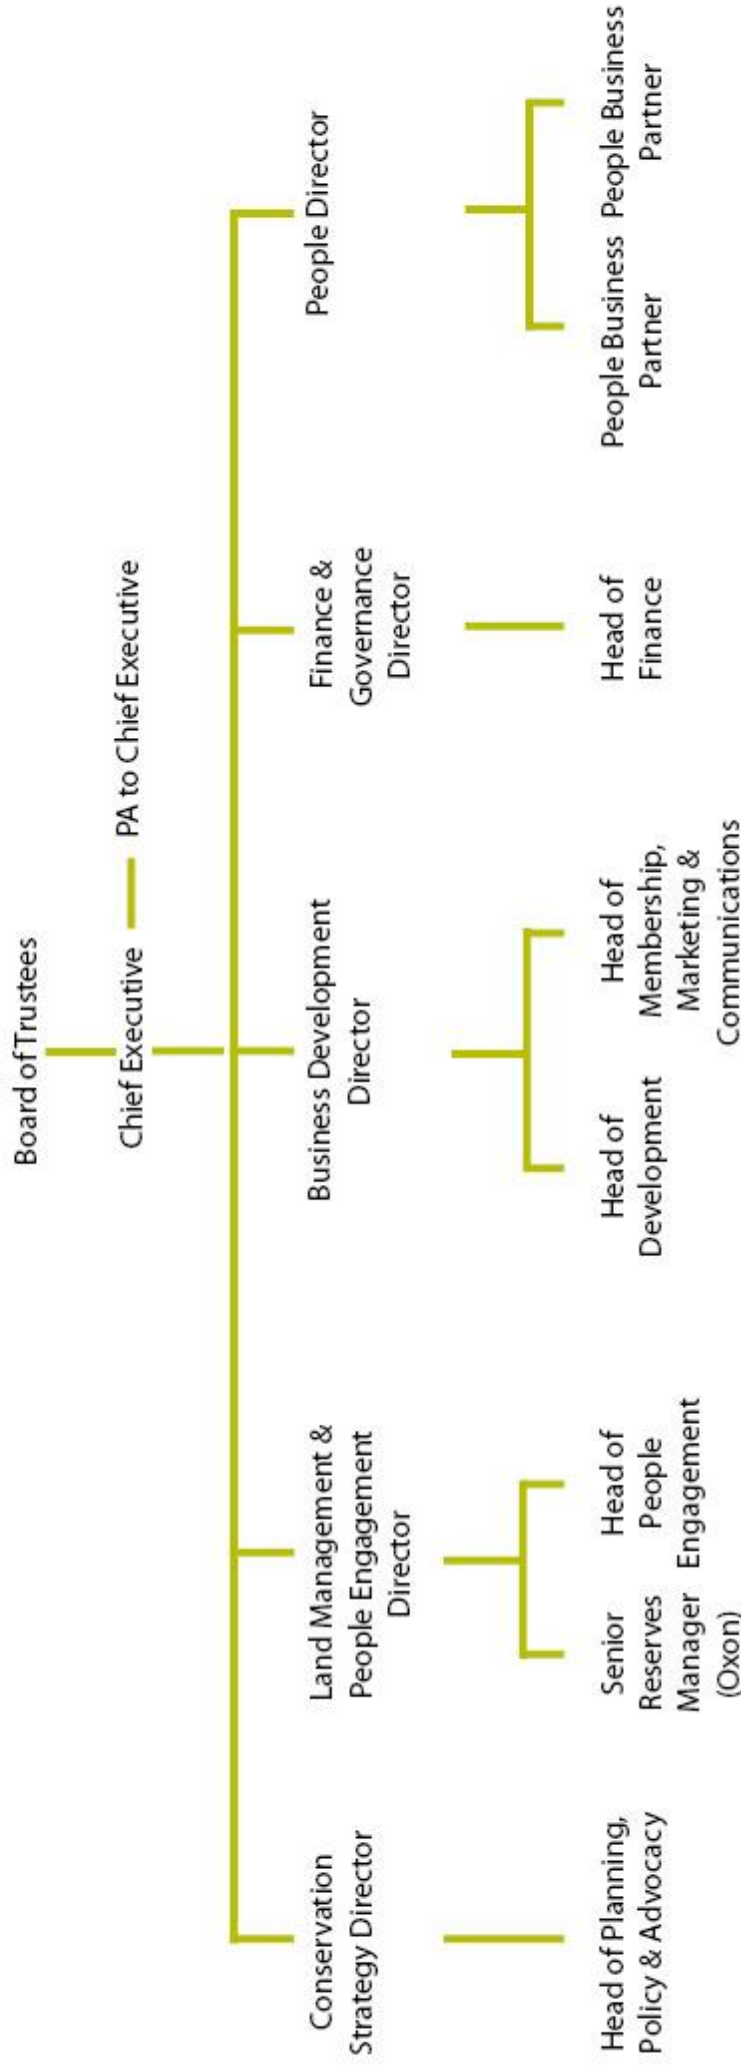 Board of Trustees
Chief Executive
PA to Chief Executive
Conservation
Strategy Director
Land Management &
People Engagement
Director
Business Development
Director
Finance &
Governance
Director
People Director
Head of Planning,
Policy & Advocacy
Senior
Reserves
Manager
(Oxon)
Head of
People
Engagement
Head of
Development
Head of
Membership,
Marketing &
Communications
Head of
Finance
People Business
Partner
People Business
Partner